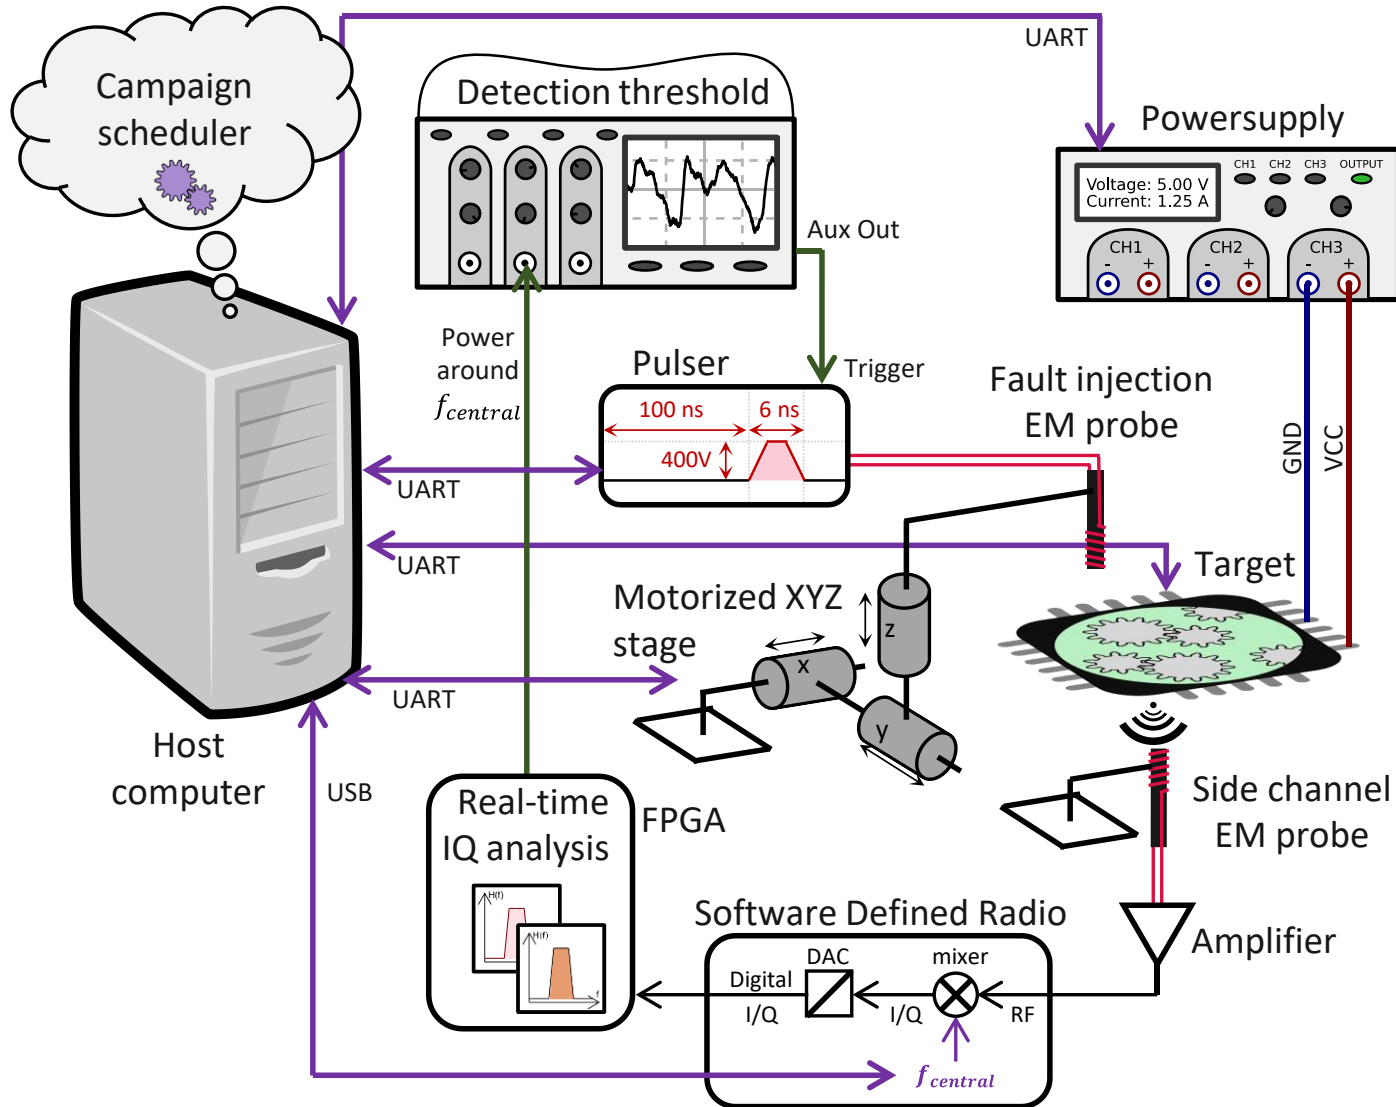 Campaign
scheduler
Detection threshold
UART
Powersupply
Voltage: 5.00 V
Current: 1.25 A
CH1 CH2 CH3 OUTPUT
CH1
- +
CH2
- +
CH3
- +
Aux Out
Power
around
f_central
Pulser
Trigger
100 ns
6 ns
400V
Fault injection
EM probe
GND
VCC
UART
UART
Target
Motorized XYZ
stage
x
z
y
UART
Host
computer
USB
Real-time
IQ analysis
FPGA
H(f)
H(f)
f
Side channel
EM probe
Amplifier
Software Defined Radio
DAC
mixer
Digital
I/Q
I/Q
RF
f_central